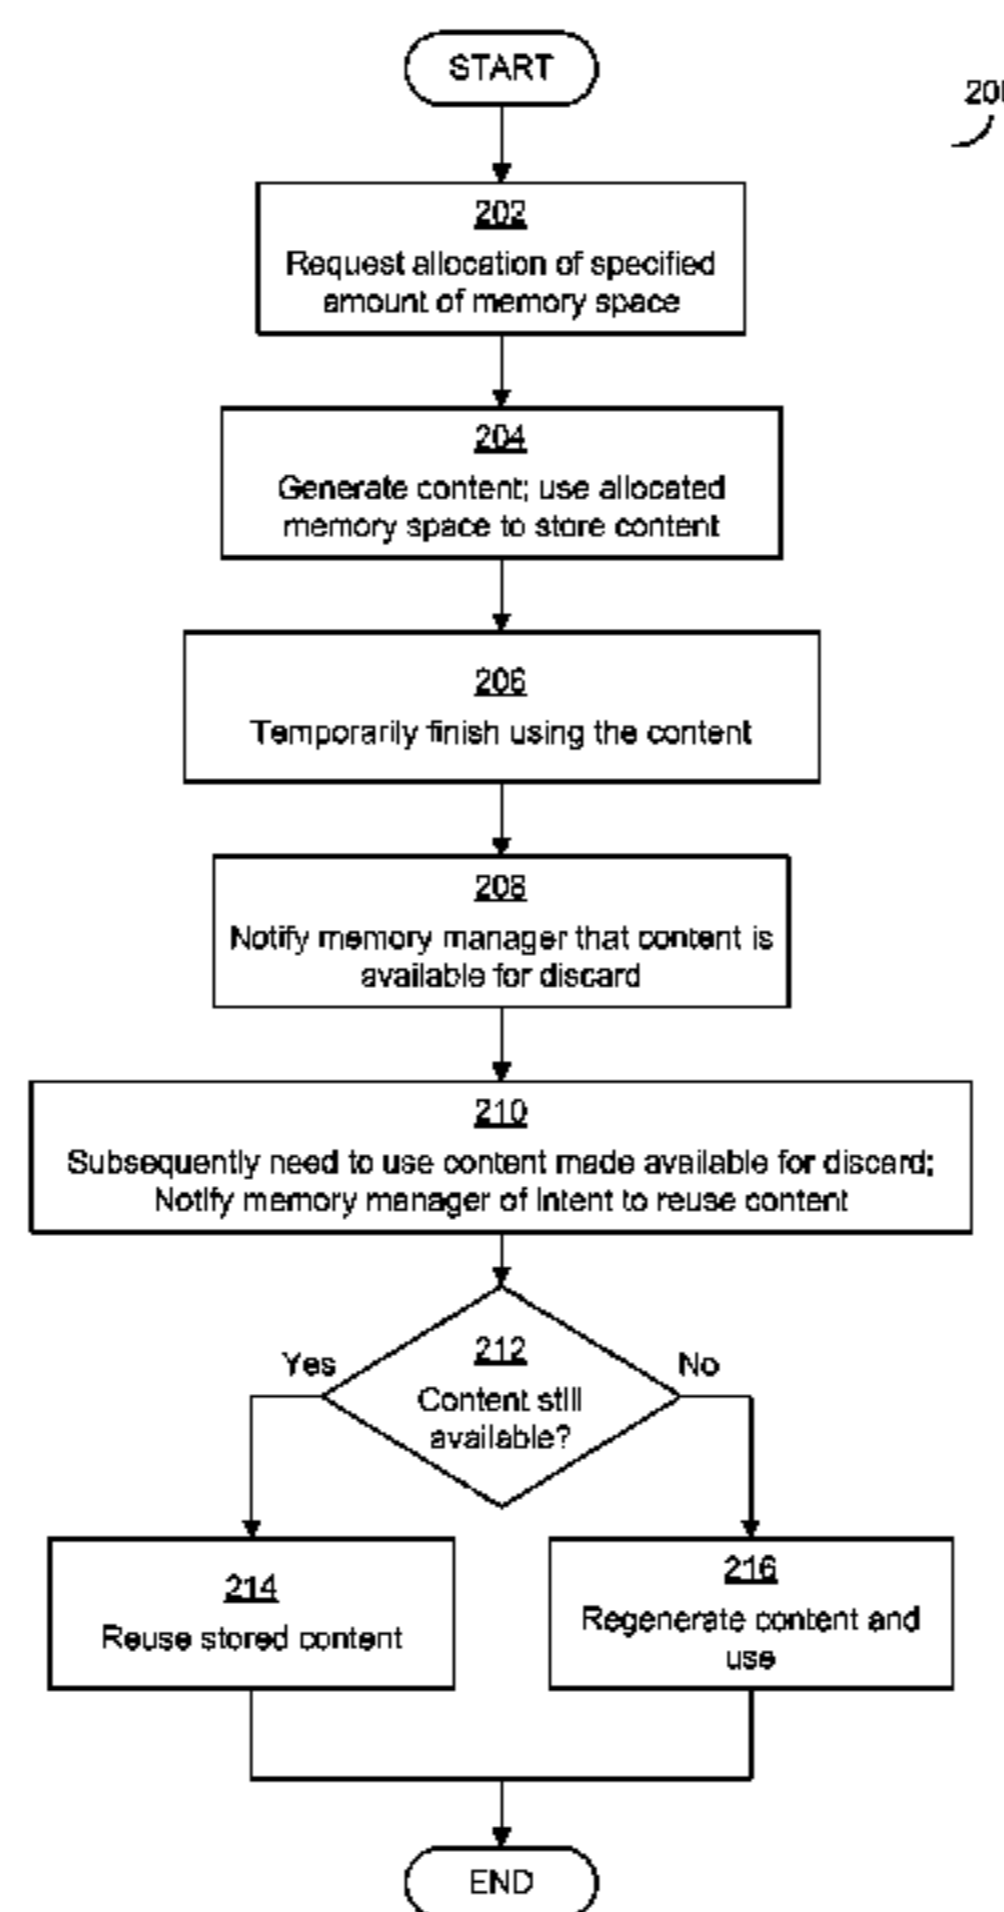 START
202
Request allocation of specified
amount of memory space
204
Generate content; use allocated
memory space to store content
206
Temporarily finish using the content
208
Notify memory manager that content is
available for discard
210
Subsequently need to use content made available for discard;
Notify memory manager of intent to reuse content
212
Content still
available?
Yes
No
214
Reuse stored content
216
Regenerate content and
use
END